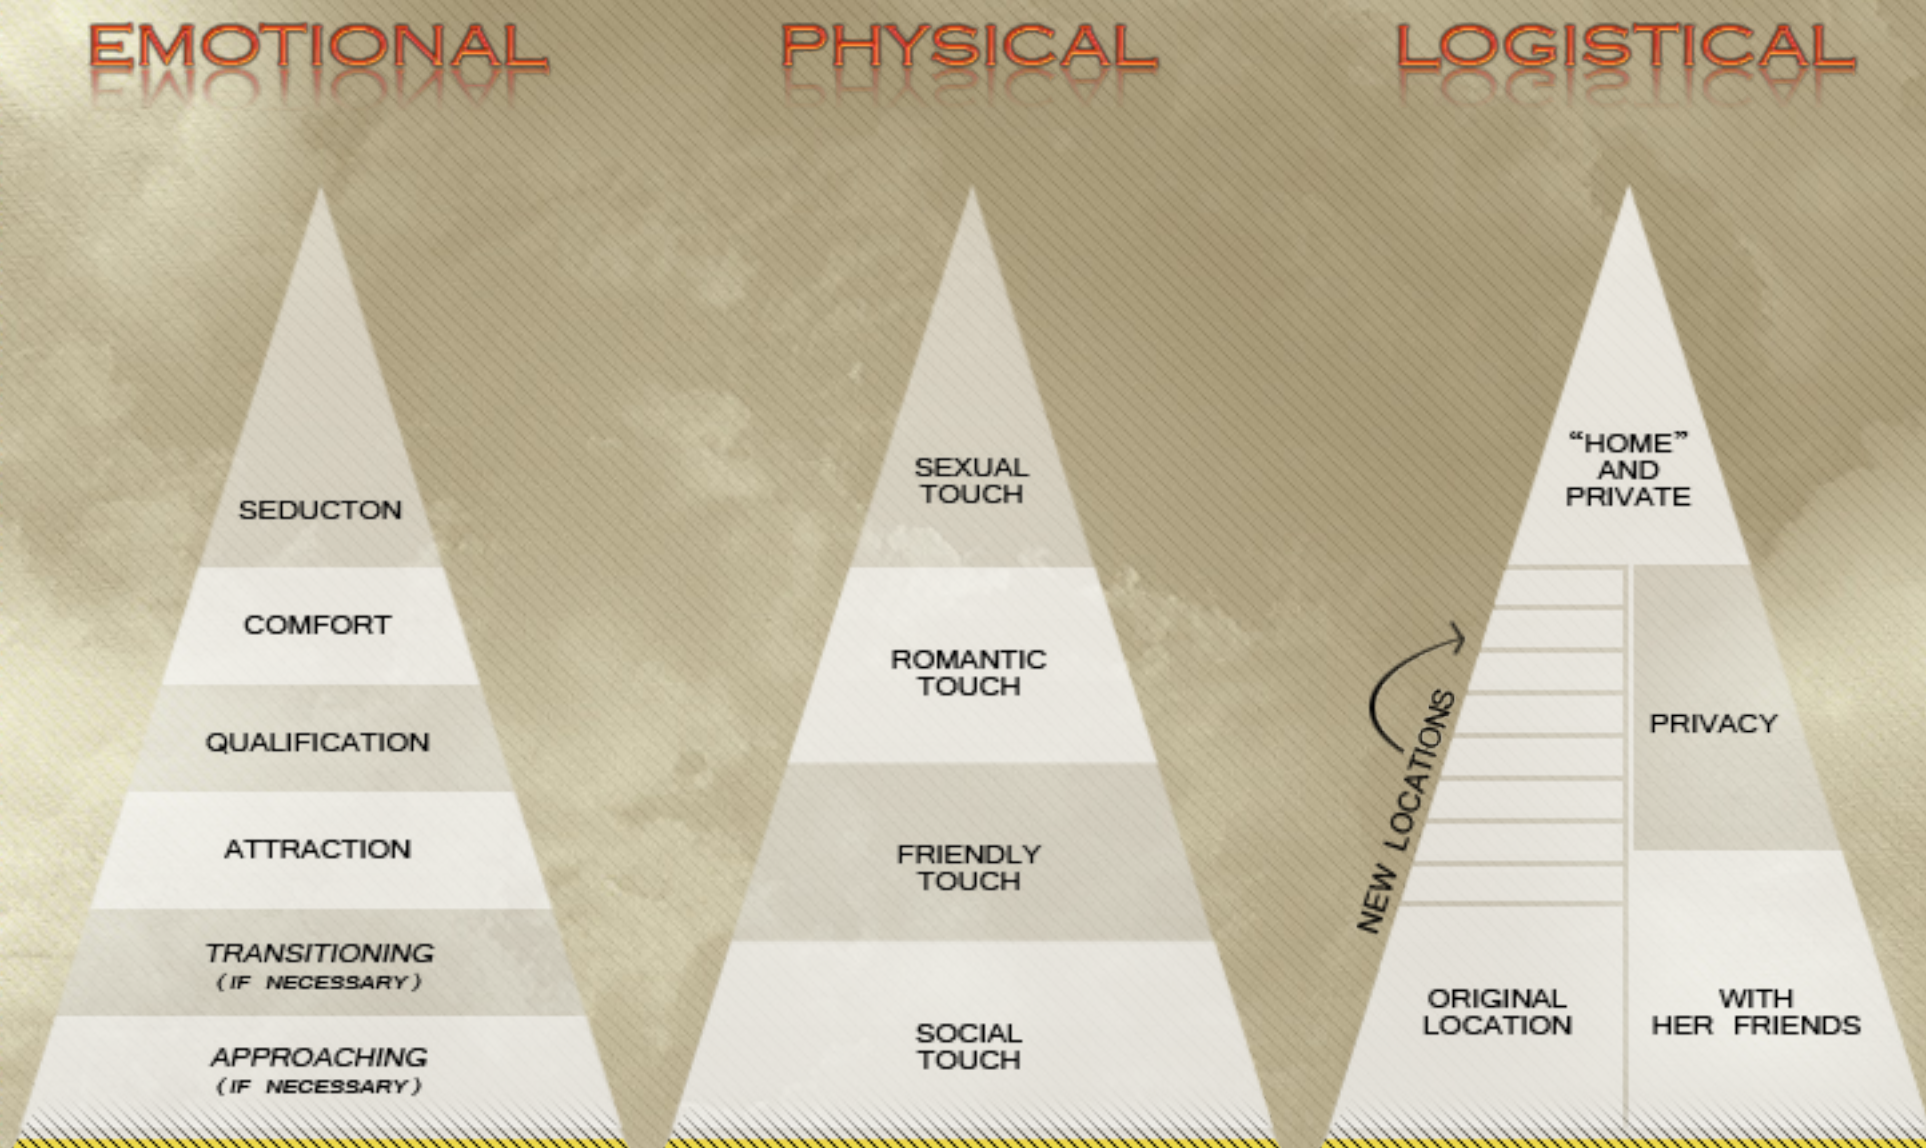 EMOTIONAL
SEDUCTON
COMFORT
QUALIFICATION
ATTRACTION
TRANSITIONING
(IF NECESSARY)
APPROACHING
(IF NECESSARY)
PHYSICAL
SEXUAL
TOUCH
ROMANTIC
TOUCH
FRIENDLY
TOUCH
SOCIAL
TOUCH
LOGISTICAL
“HOME”
AND
PRIVATE
NEW LOCATIONS
PRIVACY
ORIGINAL
LOCATION
WITH
HER FRIENDS